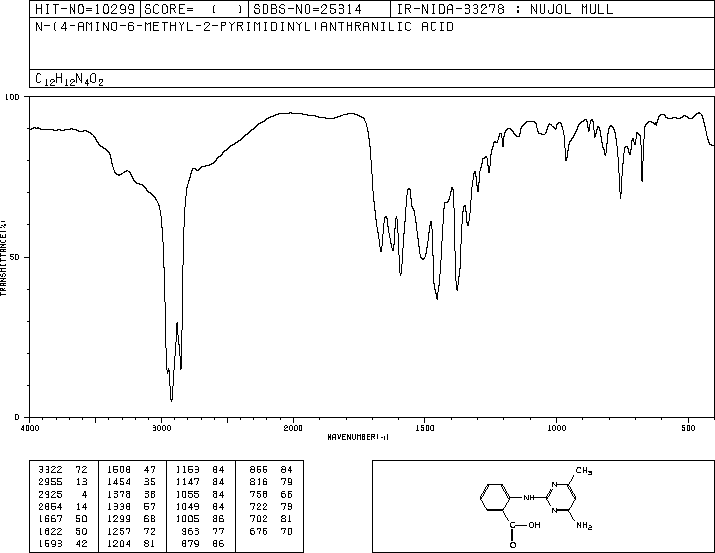 HIT-NO=10299 SCORE= ( ) SDBS-NO=25314 IR-NIDA-33278 : NUJOL MULL
N-(4-AMINO-6-METHYL-2-PYRIMIDINYL)ANTHRANILIC ACID
C12H12N4O2
100
50
0
TRANSMITTANCE(%)
4000 3000 2000 1500 1000 500
WAVENUMBER(-1)
3322 72 1508 47 1163 84 866 84
2955 13 1454 35 1147 84 816 79
2925 4 1378 38 1055 84 758 66
2854 14 1338 57 1049 84 722 79
1667 50 1299 68 1005 86 702 81
1622 50 1257 72 963 77 676 70
1593 42 1204 81 879 86
CH3
N
NH N
C OH NH2
O